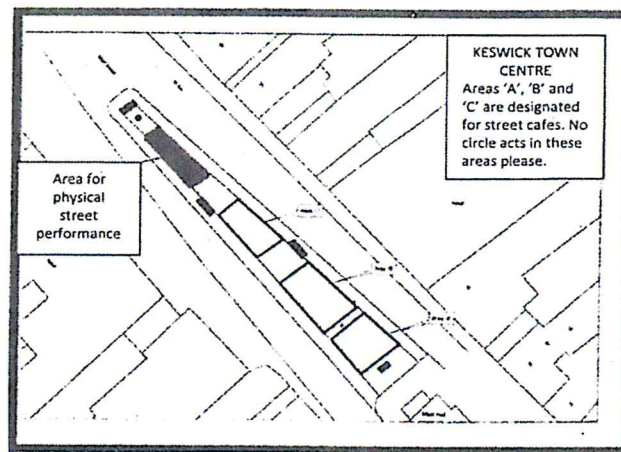 KESWICK TOWN
CENTRE
Areas 'A', 'B' and
'C' are designated
for street cafes. No
circle acts in these
areas please.
Area for
physical
street
performance